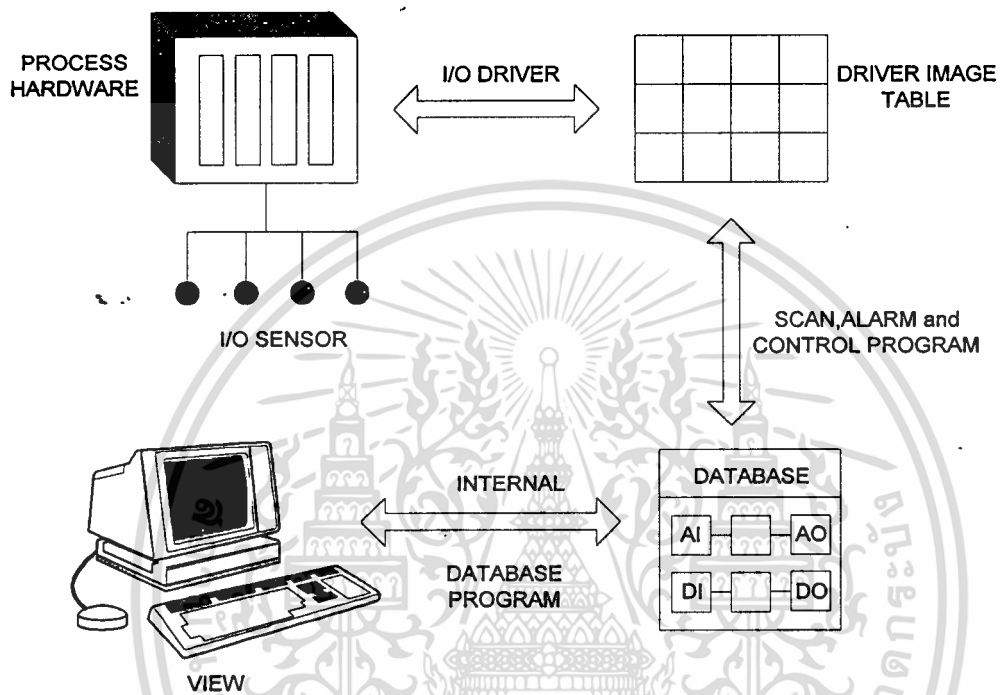 PROCESS
HARDWARE
I/O DRIVER
DRIVER IMAGE
TABLE
I/O SENSOR
SCAN,ALARM and
CONTROL PROGRAM
INTERNAL
DATABASE
PROGRAM
DATABASE
AI
AO
DI
DO
VIEW